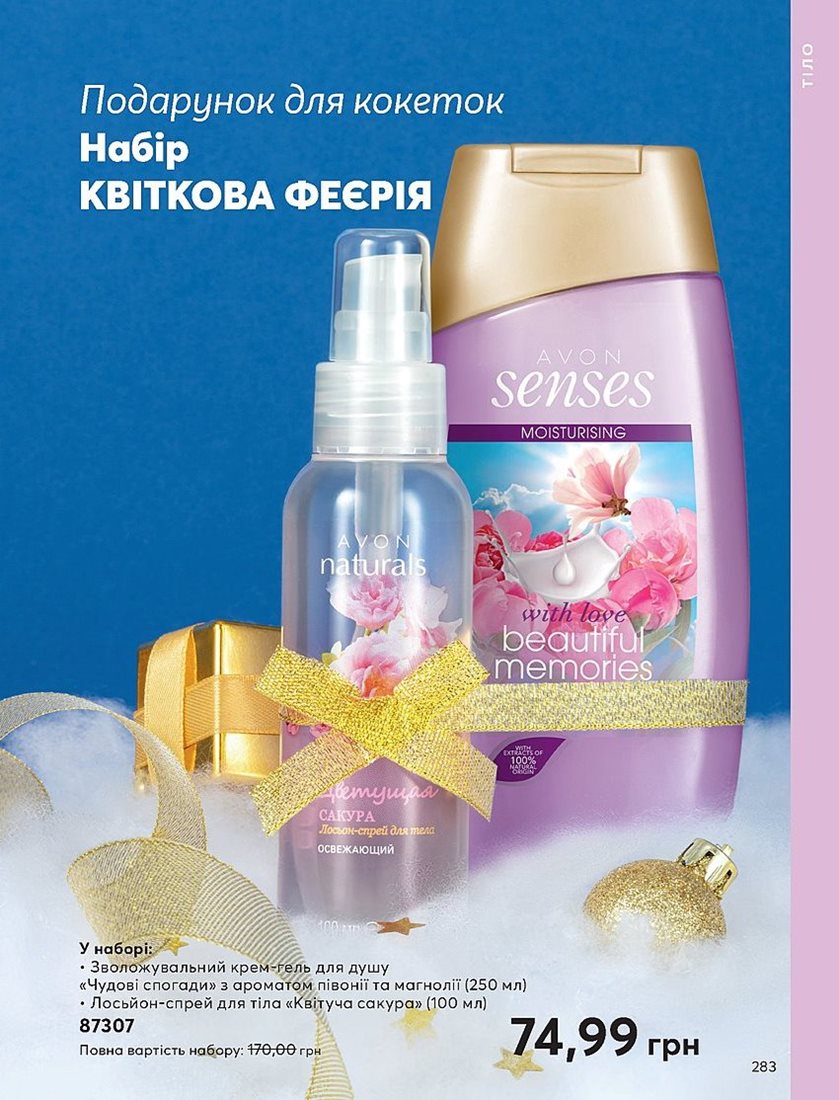 ТІЛО
Подарунок для кокеток
Набір
КВІТКОВА ФЕЄРІЯ
AVON
senses
MOISTURISING
with love
beautiful
memories
WITH
EXTRACTS OF
100%
NATURAL
ORIGIN
AVON
naturals
Цветущая
САКУРА
Лосьон-спрей для тела
ОСВЕЖАЮЩИЙ
100 мл
У наборі:
• Зволожувальний крем-гель для душу
«Чудові спогади» з ароматом півонії та магнолії (250 мл)
• Лосьйон-спрей для тіла «Квітуча сакура» (100 мл)
87307
Повна вартість набору: 170,00 грн
74,99 грн
283